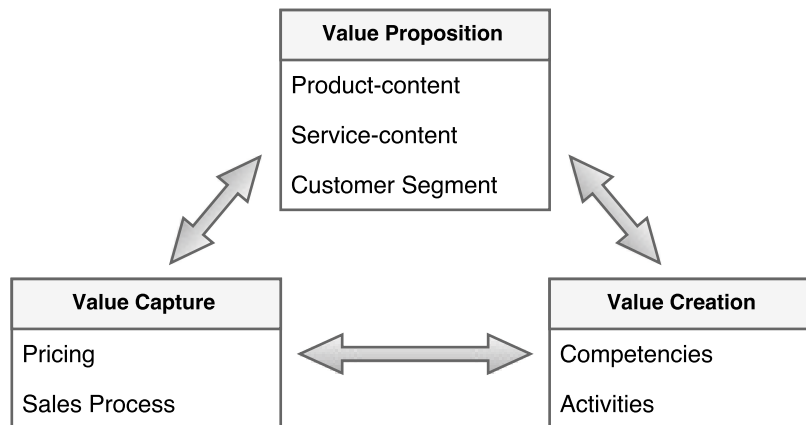 Value Proposition
Product-content
Service-content
Customer Segment
Value Capture
Pricing
Sales Process
Value Creation
Competencies
Activities